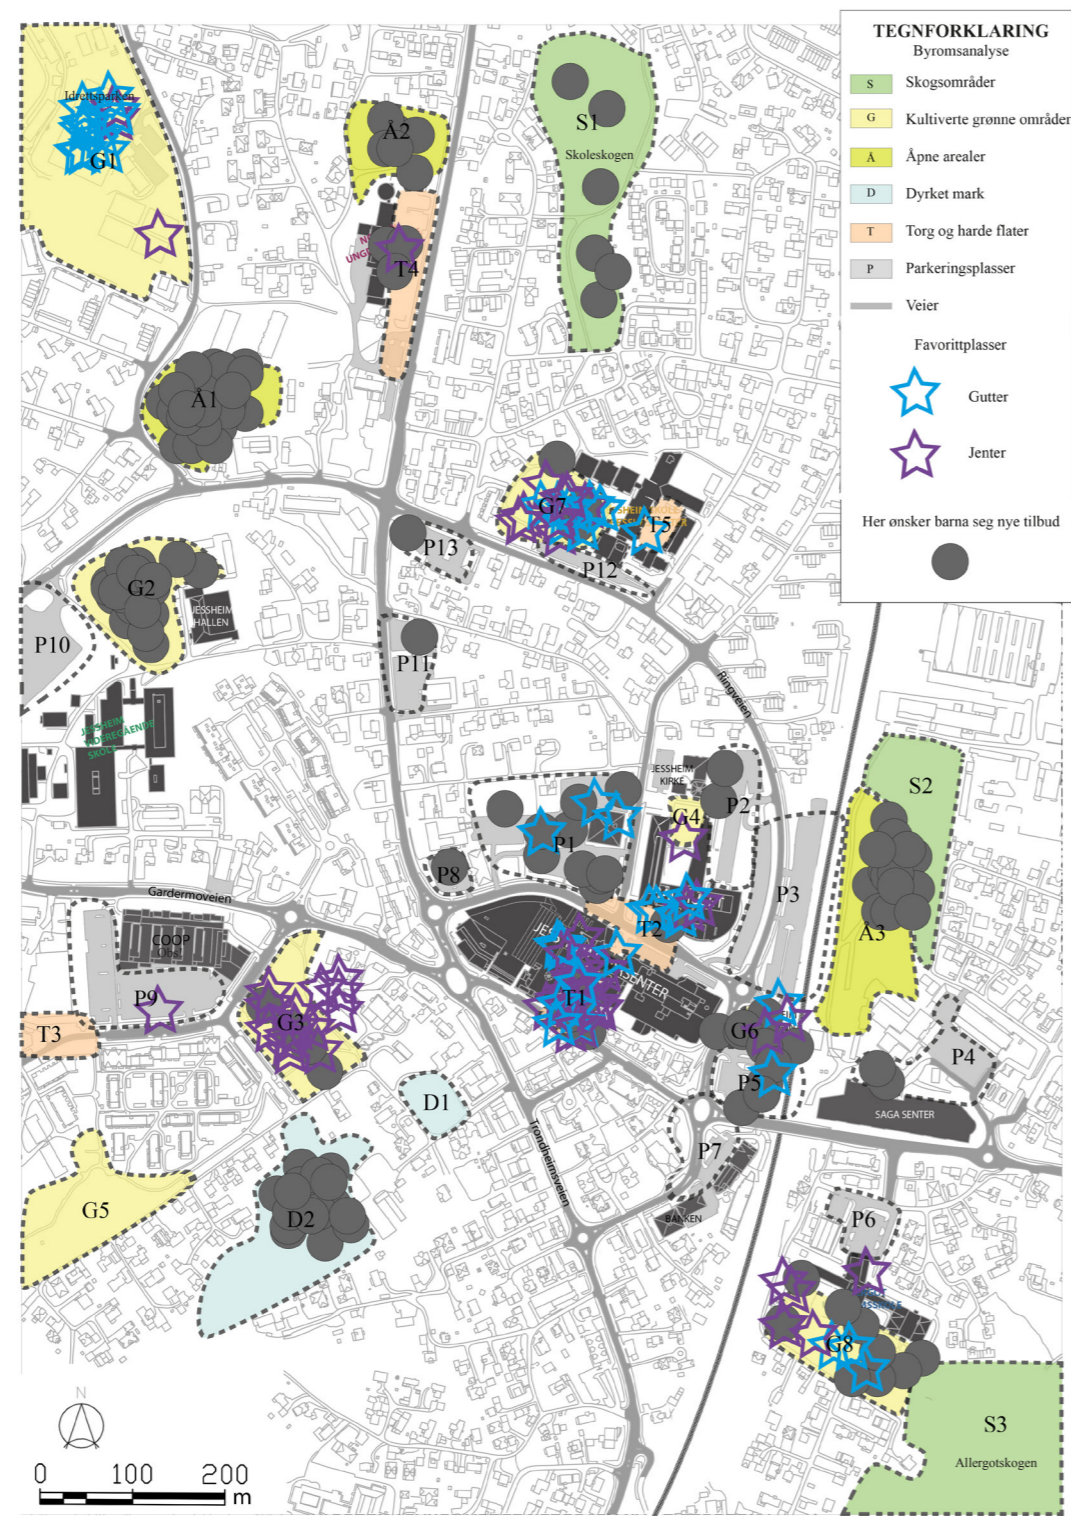 TEGNFORKLARING
Byromsanalyse
S Skogsområder
G Kultiverte grønne områder
Å Åpne arealer
D Dyrket mark
T Torg og harde flater
P Parkeringsplasser
Veier
Favorittplasser
Gutter
Jenter
Her ønsker barna seg nye tilbud
Idrettsparken
G1
Å2
S1
Skoleskogen
T4
Å1
G7
T5
P13
P12
G2
JESSHEIM
HALLEN
P10
P11
JESSHEIM
VIDEREGÅENDE
SKOLE
Ringveien
JESSHEIM
KIRKE
P2
S2
G4
P1
P8
P3
Gardermoveien
T2
Å3
COOP
Obs!
P9
T1
G3
G6
T3
P4
P5
D1
SAGA SENTER
Trondheimsveien
P7
G5
D2
BANKEN
P6
G8
S3
Allergotskogen
N
0 100 200
m